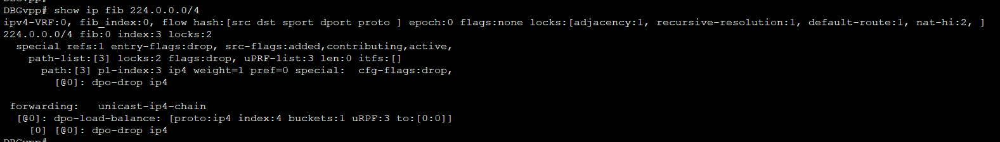 DBGvpp# show ip fib 224.0.0.0/4
ipv4-VRF:0, fib_index:0, flow hash:[src dst sport dport proto ] epoch:0 flags:none locks:[adjacency:1, recursive-resolution:1, default-route:1, nat-hi:2, ]
224.0.0.0/4 fib:0 index:3 locks:2
special refs:1 entry-flags:drop, src-flags:added,contributing,active,
path-list:[3] locks:2 flags:drop, uPRF-list:3 len:0 itfs:[]
path:[3] pl-index:3 ip4 weight=1 pref=0 special:  cfg-flags:drop,
[@0]: dpo-drop ip4
forwarding:   unicast-ip4-chain
[@0]: dpo-load-balance: [proto:ip4 index:4 buckets:1 uRPF:3 to:[0:0]]
[0] [@0]: dpo-drop ip4
DBGvpp#